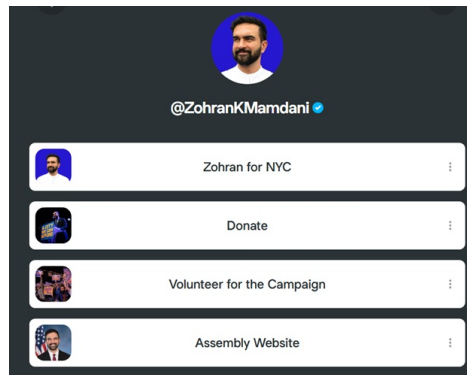 @ZohranKMamdani
Zohran for NYC
Donate
Volunteer for the Campaign
Assembly Website